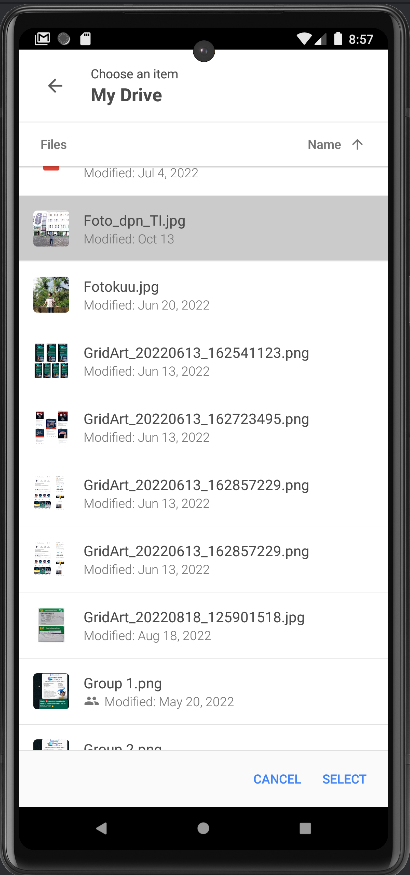 8:57
Choose an item
My Drive
Files
Name
Modified: Jul 4, 2022
Foto_dpn_TI.jpg
Modified: Oct 13
Fotokuu.jpg
Modified: Jun 20, 2022
GridArt_20220613_162541123.png
Modified: Jun 13, 2022
GridArt_20220613_162723495.png
Modified: Jun 13, 2022
GridArt_20220613_162857229.png
Modified: Jun 13, 2022
GridArt_20220613_162857229.png
Modified: Jun 13, 2022
GridArt_20220818_125901518.jpg
Modified: Aug 18, 2022
Group 1.png
Modified: May 20, 2022
Group 2.png
CANCEL
SELECT